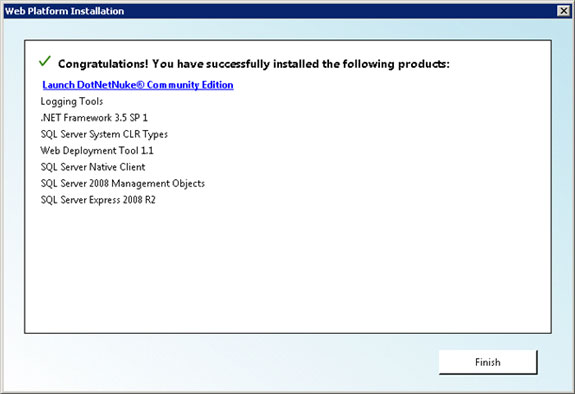 Web Platform Installation
Congratulations! You have successfully installed the following products:
Launch DotNetNuke® Community Edition
Logging Tools
.NET Framework 3.5 SP 1
SQL Server System CLR Types
Web Deployment Tool 1.1
SQL Server Native Client
SQL Server 2008 Management Objects
SQL Server Express 2008 R2
Finish